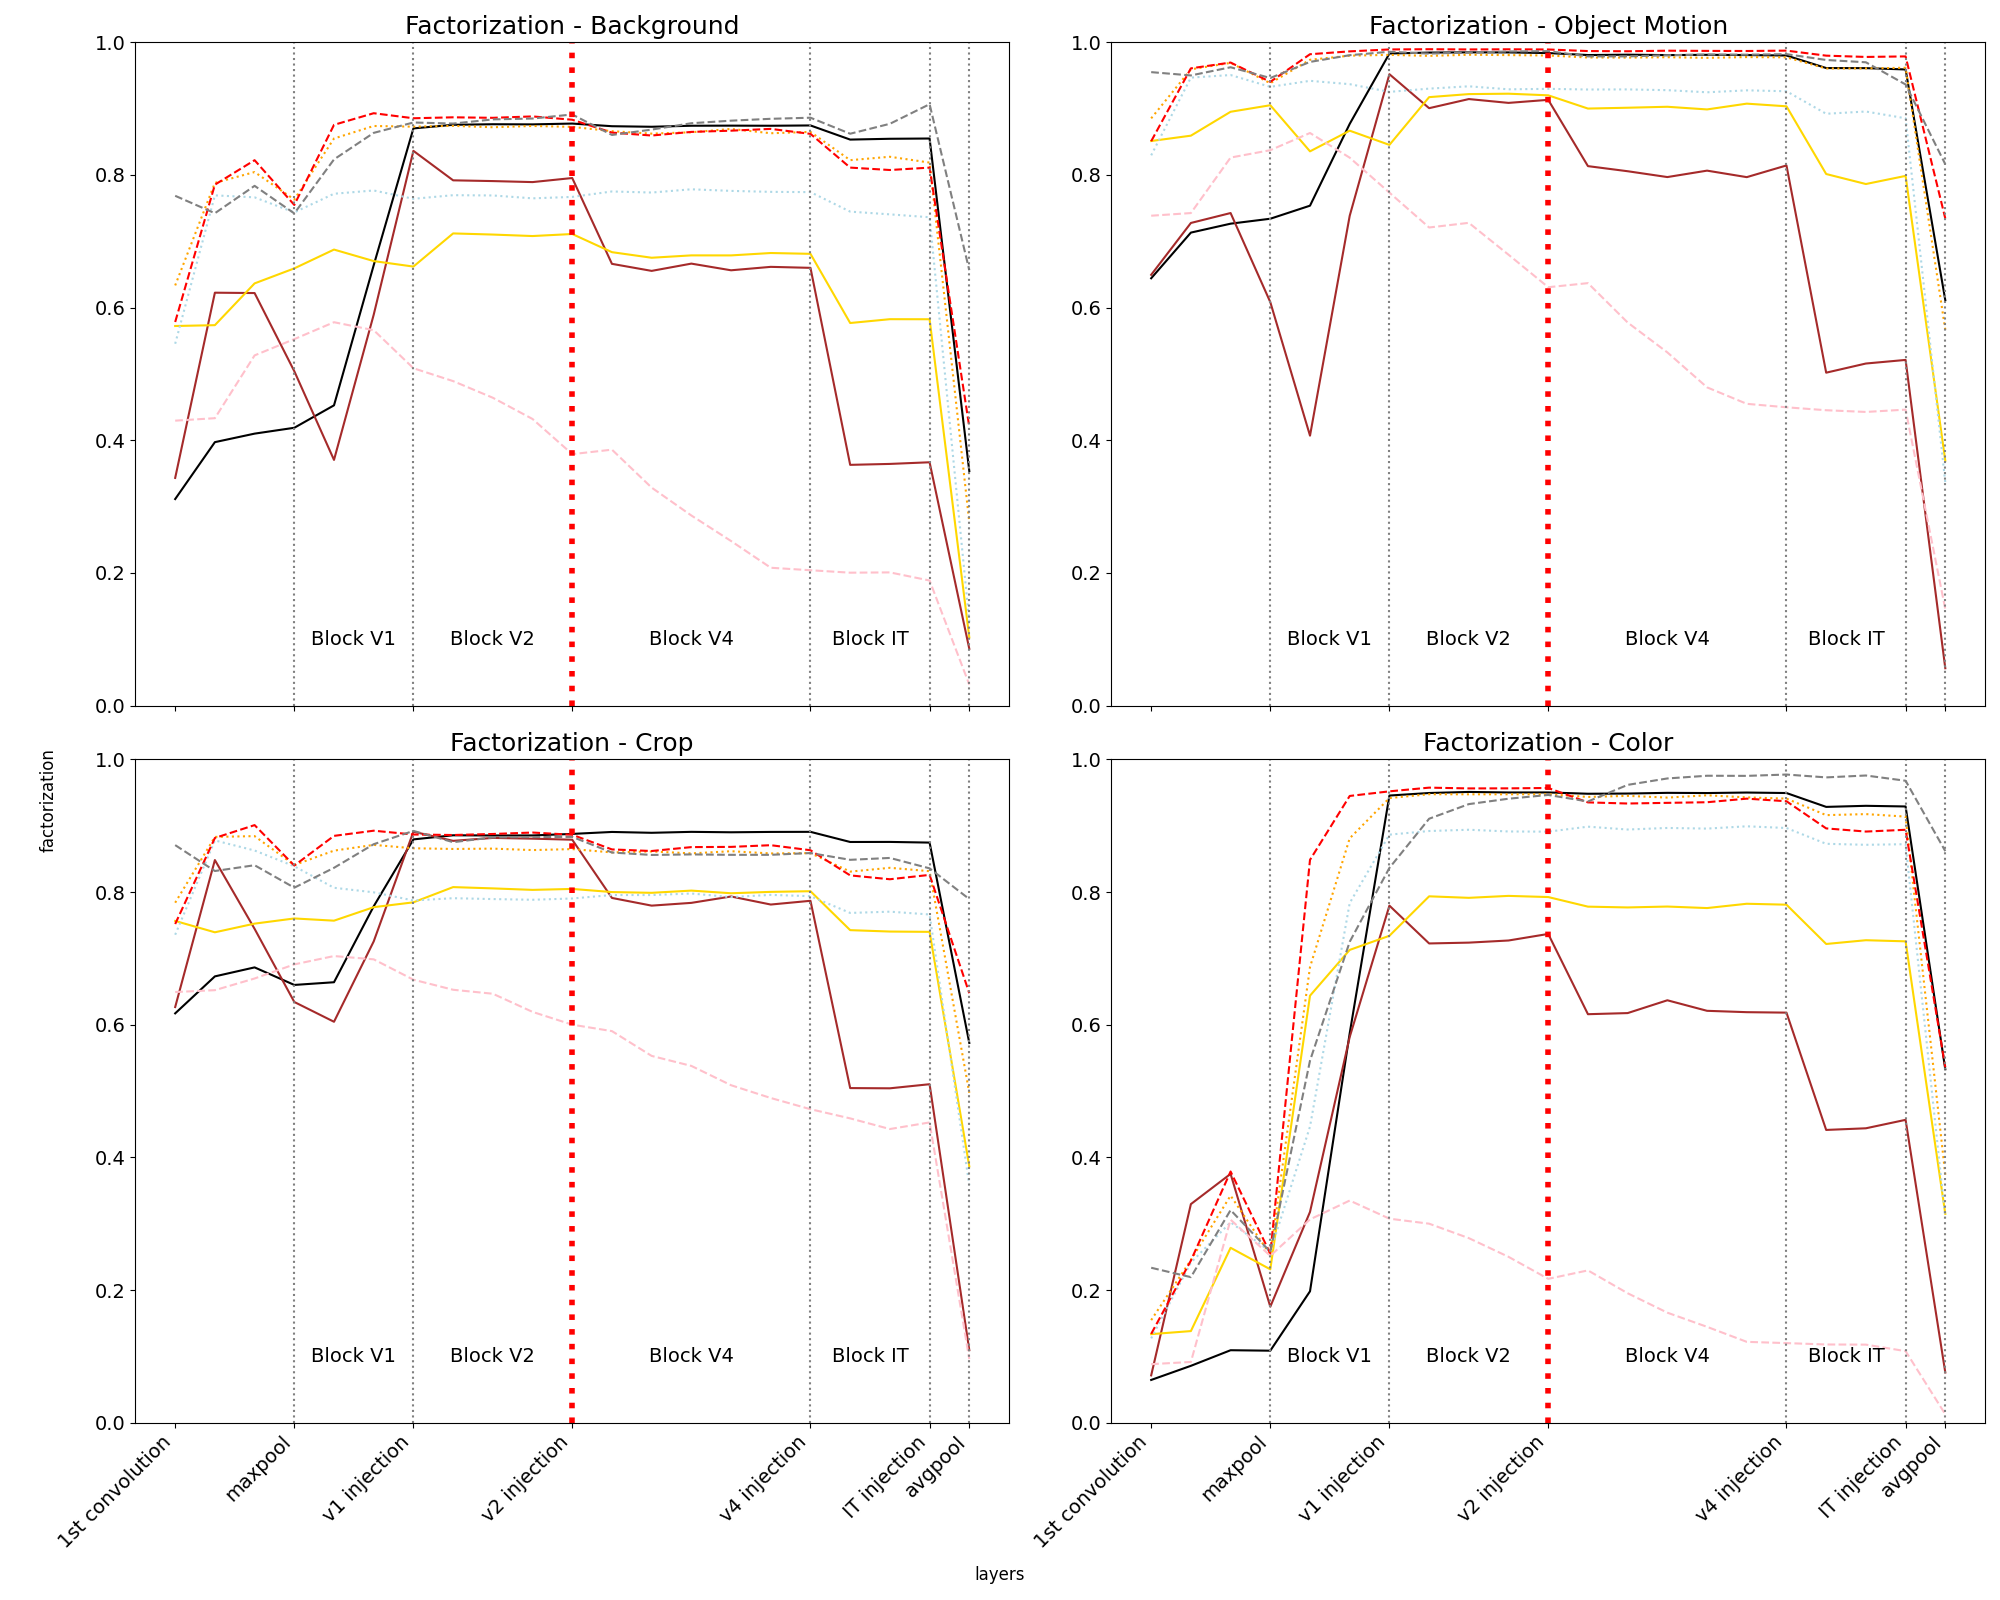 Factorization - Background
1.0
0.8
0.6
0.4
0.2
0.0
Block V1 Block V2 Block V4 Block IT
Factorization - Object Motion
1.0
0.8
0.6
0.4
0.2
0.0
Block V1 Block V2 Block V4 Block IT
factorization
Factorization - Crop
1.0
0.8
0.6
0.4
0.2
0.0
Block V1 Block V2 Block V4 Block IT
1st convolution
maxpool
v1 injection
v2 injection
v4 injection
IT injection
avgpool
Factorization - Color
1.0
0.8
0.6
0.4
0.2
0.0
Block V1 Block V2 Block V4 Block IT
1st convolution
maxpool
v1 injection
v2 injection
v4 injection
IT injection
avgpool
layers